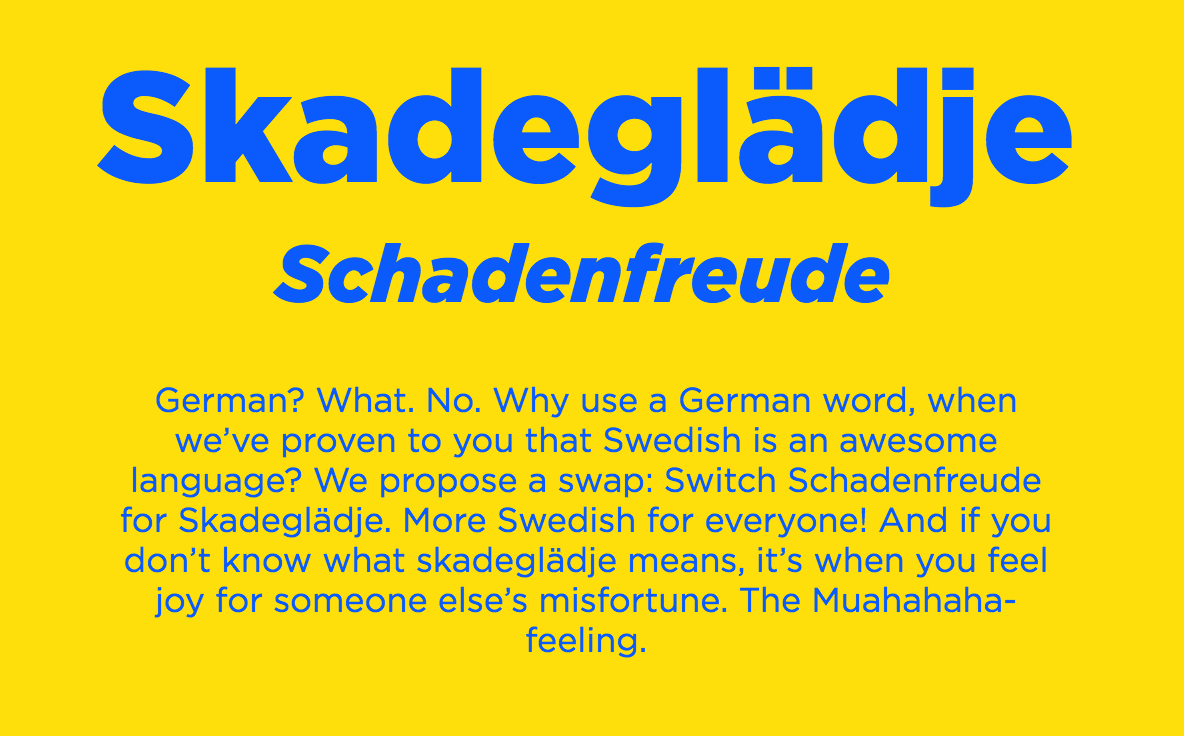 Skadeglädje
Schadenfreude
German? What. No. Why use a German word, when
we’ve proven to you that Swedish is an awesome
language? We propose a swap: Switch Schadenfreude
for Skadeglädje. More Swedish for everyone! And if you
don’t know what skadeglädje means, it’s when you feel
joy for someone else’s misfortune. The Muahahaha-
feeling.